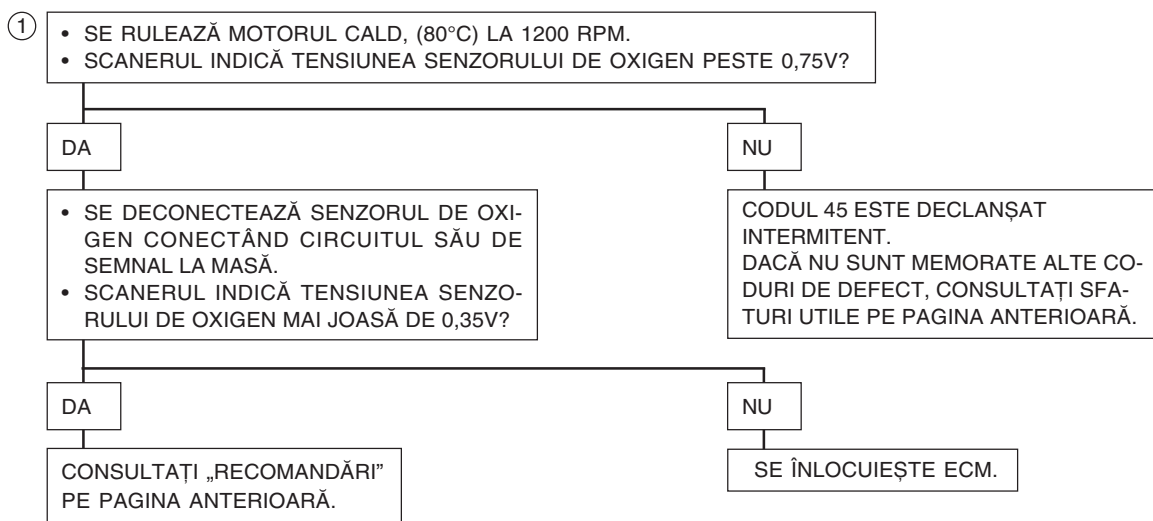 1
• SE RULEAZĂ MOTORUL CALD, (80°C) LA 1200 RPM.
• SCANERUL INDICĂ TENSIUNEA SENZORULUI DE OXIGEN PESTE 0,75V?
DA
NU
• SE DECONECTEAZĂ SENZORUL DE OXI-
GEN CONECTÂND CIRCUITUL SĂU DE
SEMNAL LA MASĂ.
• SCANERUL INDICĂ TENSIUNEA SENZO-
RULUI DE OXIGEN MAI JOASĂ DE 0,35V?
CODUL 45 ESTE DECLANȘAT
INTERMITENT.
DACĂ NU SUNT MEMORATE ALTE CO-
DURI DE DEFECT, CONSULTAȚI SFA-
TURI UTILE PE PAGINA ANTERIOARĂ.
DA
NU
CONSULTAȚI „RECOMANDĂRI”
PE PAGINA ANTERIOARĂ.
SE ÎNLOCUIEȘTE ECM.